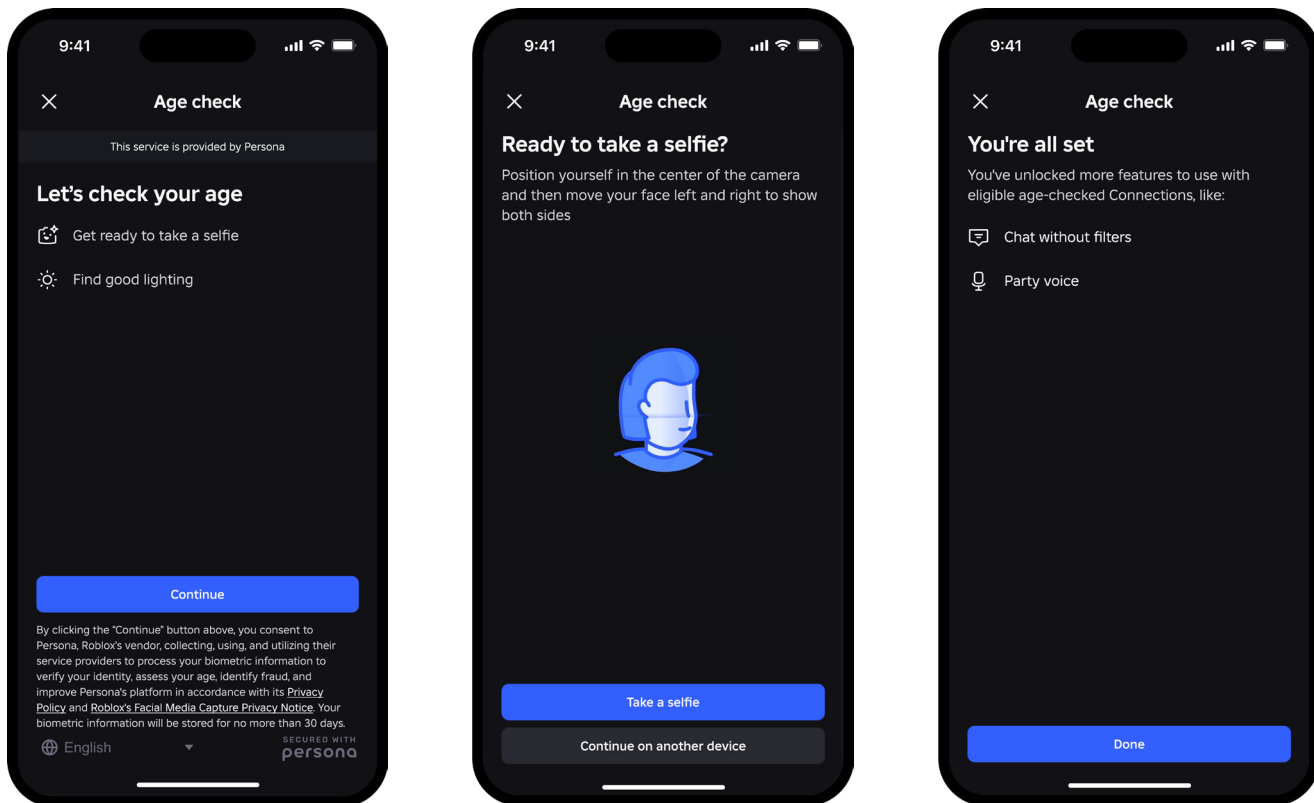 9:41
Age check
This service is provided by Persona
Let's check your age
Get ready to take a selfie
Find good lighting
Continue
By clicking the "Continue" button above, you consent to
Persona, Roblox's vendor, collecting, using, and utilizing their
service providers to process your biometric information to
verify your identity, assess your age, identify fraud, and
improve Persona's platform in accordance with its Privacy
Policy and Roblox's Facial Media Capture Privacy Notice. Your
biometric information will be stored for no more than 30 days.
English
SECURED WITH
persona
9:41
Age check
Ready to take a selfie?
Position yourself in the center of the camera
and then move your face left and right to show
both sides
Take a selfie
Continue on another device
9:41
Age check
You're all set
You've unlocked more features to use with
eligible age-checked Connections, like:
Chat without filters
Party voice
Done